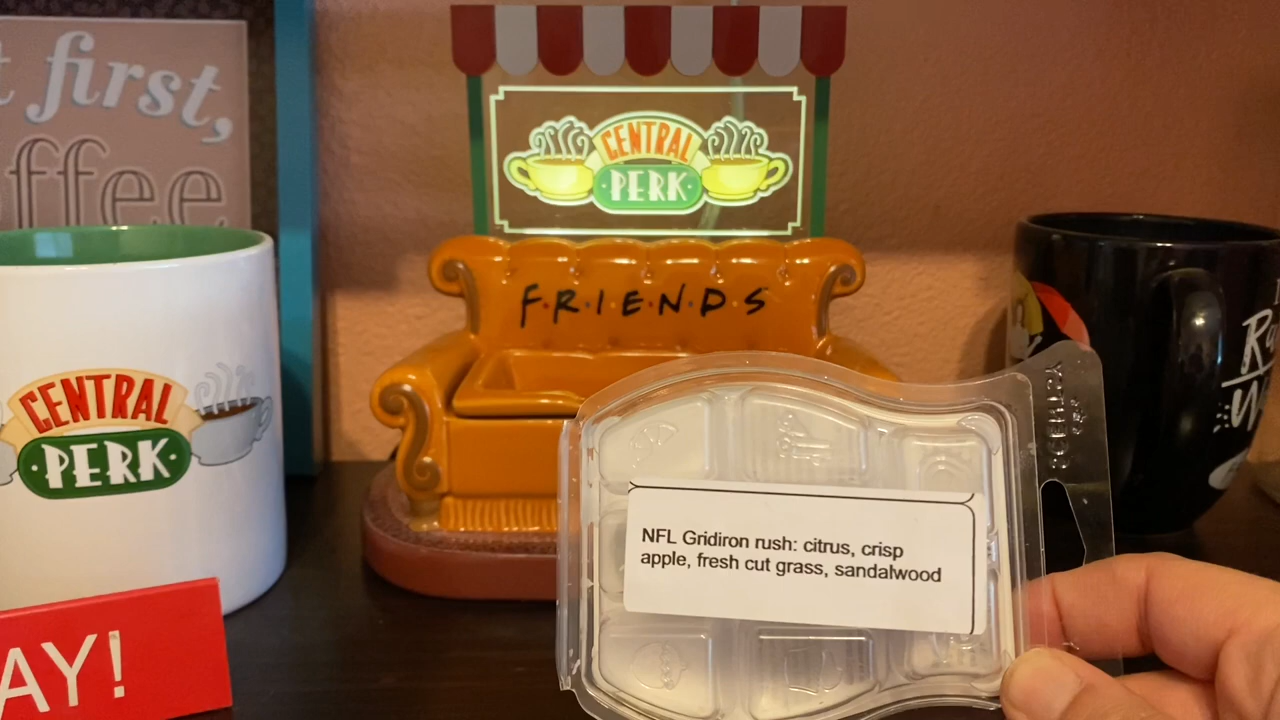 t first,
ffee
CENTRAL
PERK
F·R·I·E·N·D·S
CENTRAL
PERK
AY!
NFL Gridiron rush: citrus, crisp
apple, fresh cut grass, sandalwood